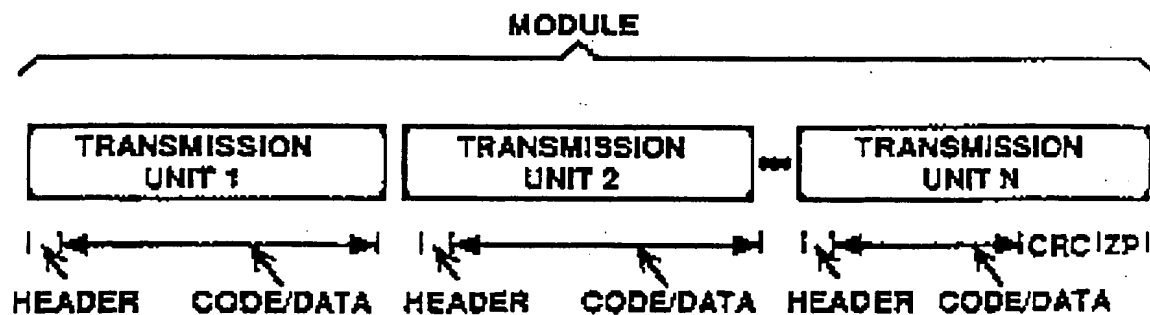 MODULE
TRANSMISSION UNIT 1
TRANSMISSION UNIT 2
TRANSMISSION UNIT N
CRC ZP
HEADER CODE/DATA HEADER CODE/DATA HEADER CODE/DATA